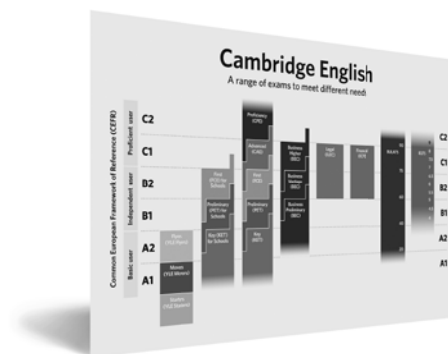 Cambridge English
A range of exams to meet different needs
Common European Framework of Reference (CEFR)
Proficient user
Independent user
Basic user
C2
C1
B2
B1
A2
A1
Proficiency
(CPE)
Advanced
(CAE)
First
(FCE) for
Schools
First
(FCE)
Preliminary
(PET) for
Schools
Preliminary
(PET)
Key (KET)
for Schools
Key
(KET)
Flyers
(YLE Flyers)
Movers
(YLE Movers)
Starters
(YLE Starters)
Business
Higher
(BEC)
Business
Vantage
(BEC)
Business
Preliminary
(BEC)
Legal
(ILEC)
Financial
(ICFE)
BULATS
IELTS
C2
C1
B2
B1
A2
A1